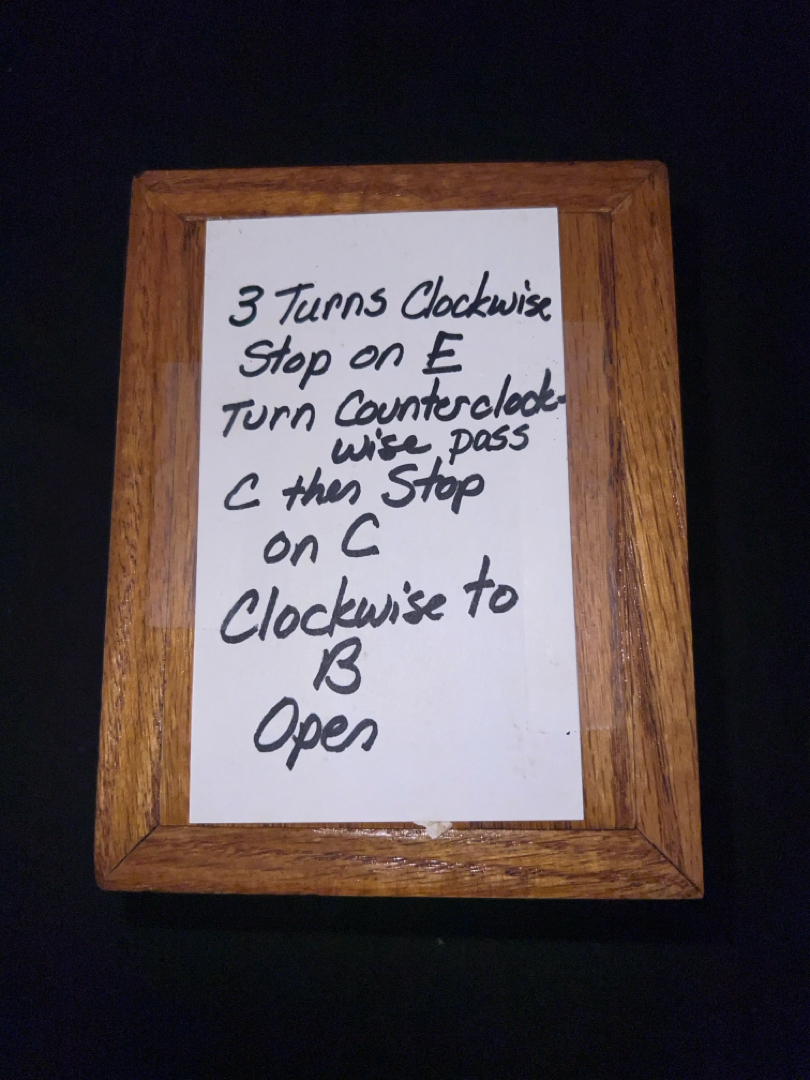 3 Turns Clockwise
Stop on E
Turn Counterclock-
wise pass
C then Stop
on C
Clockwise to
B
Open